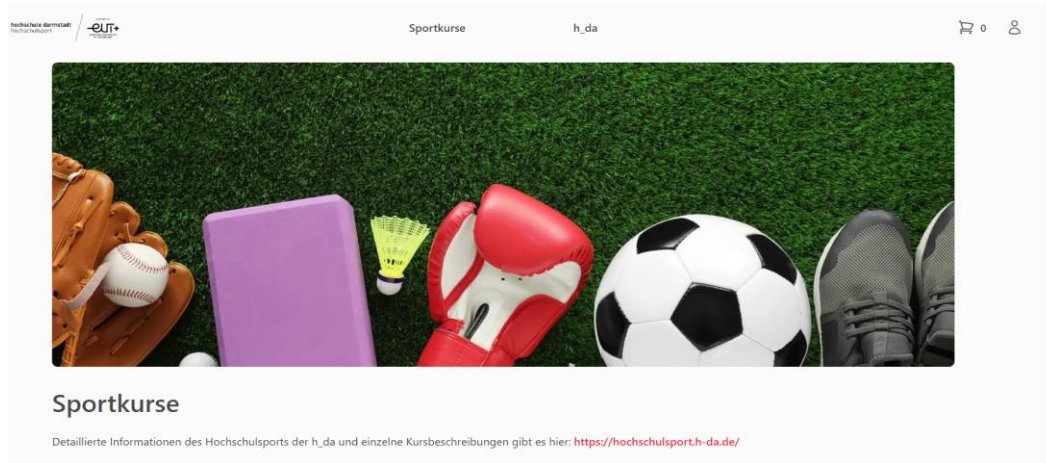 hochschule darmstadt
hochschulsport
EUT+
Sportkurse
h_da
0
Sportkurse
Detaillierte Informationen des Hochschulsports der h_da und einzelne Kursbeschreibungen gibt es hier: https://hochschulsport.h-da.de/